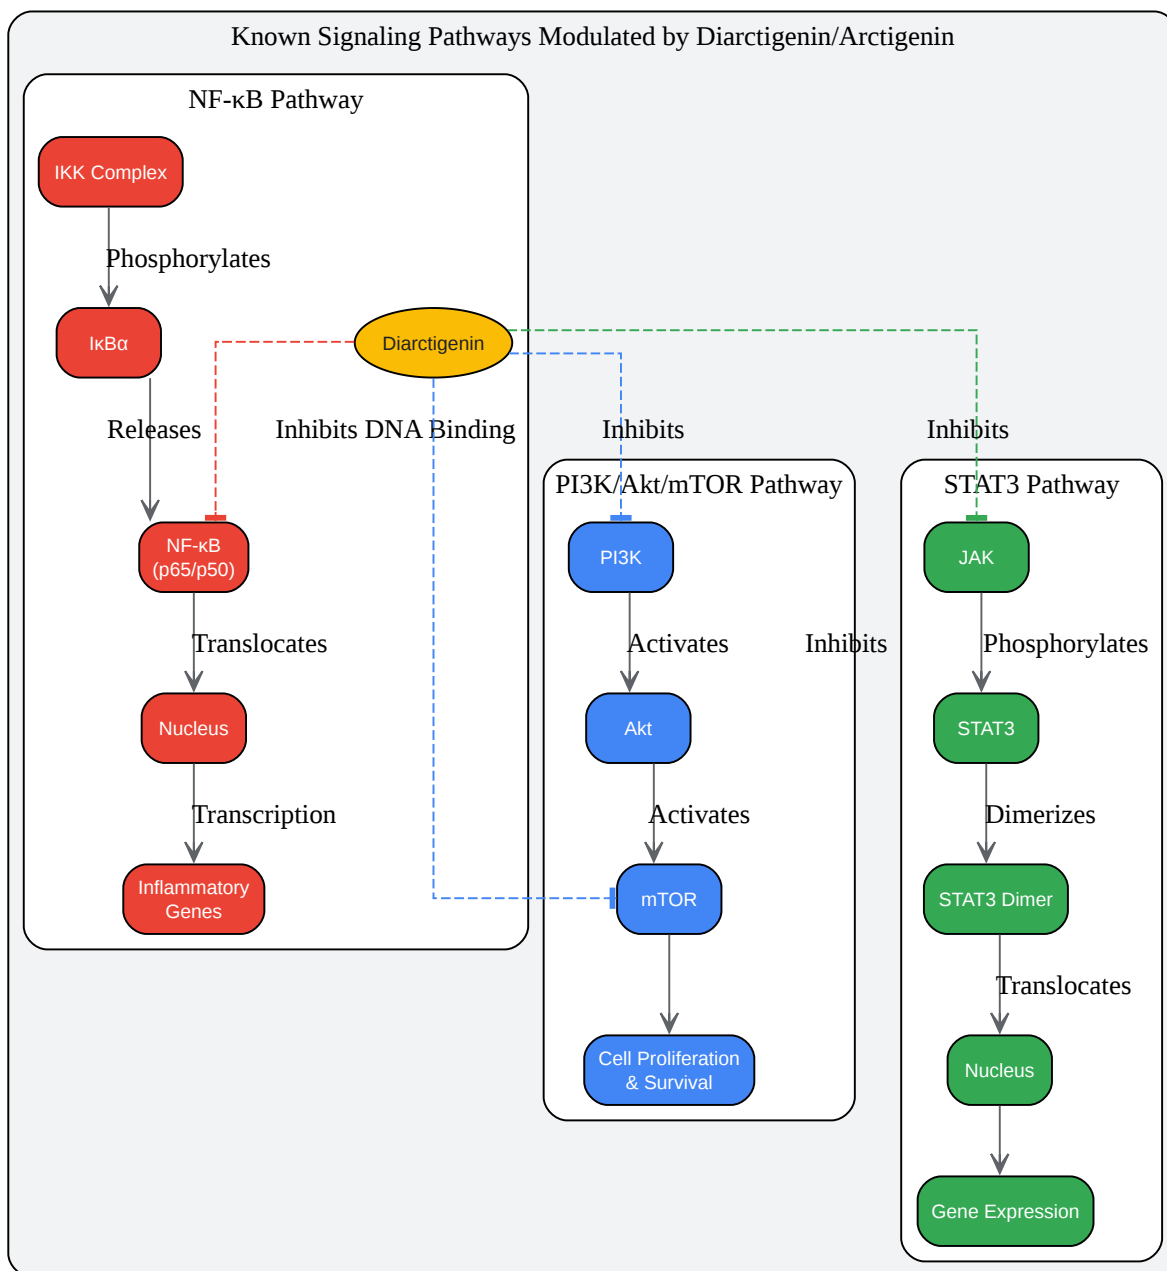 Known Signaling Pathways Modulated by Diarctigenin/Arctigenin
NF-κB Pathway
IKK Complex
Phosphorylates
IκBα
Diarctigenin
Releases
Inhibits DNA Binding
Inhibits
Inhibits
PI3K/Akt/mTOR Pathway
STAT3 Pathway
NF-κB
(p65/p50)
PI3K
JAK
Translocates
Activates
Inhibits
Phosphorylates
Nucleus
Akt
STAT3
Transcription
Activates
Dimerizes
Inflammatory
Genes
mTOR
STAT3 Dimer
Translocates
Cell Proliferation
& Survival
Nucleus
Gene Expression